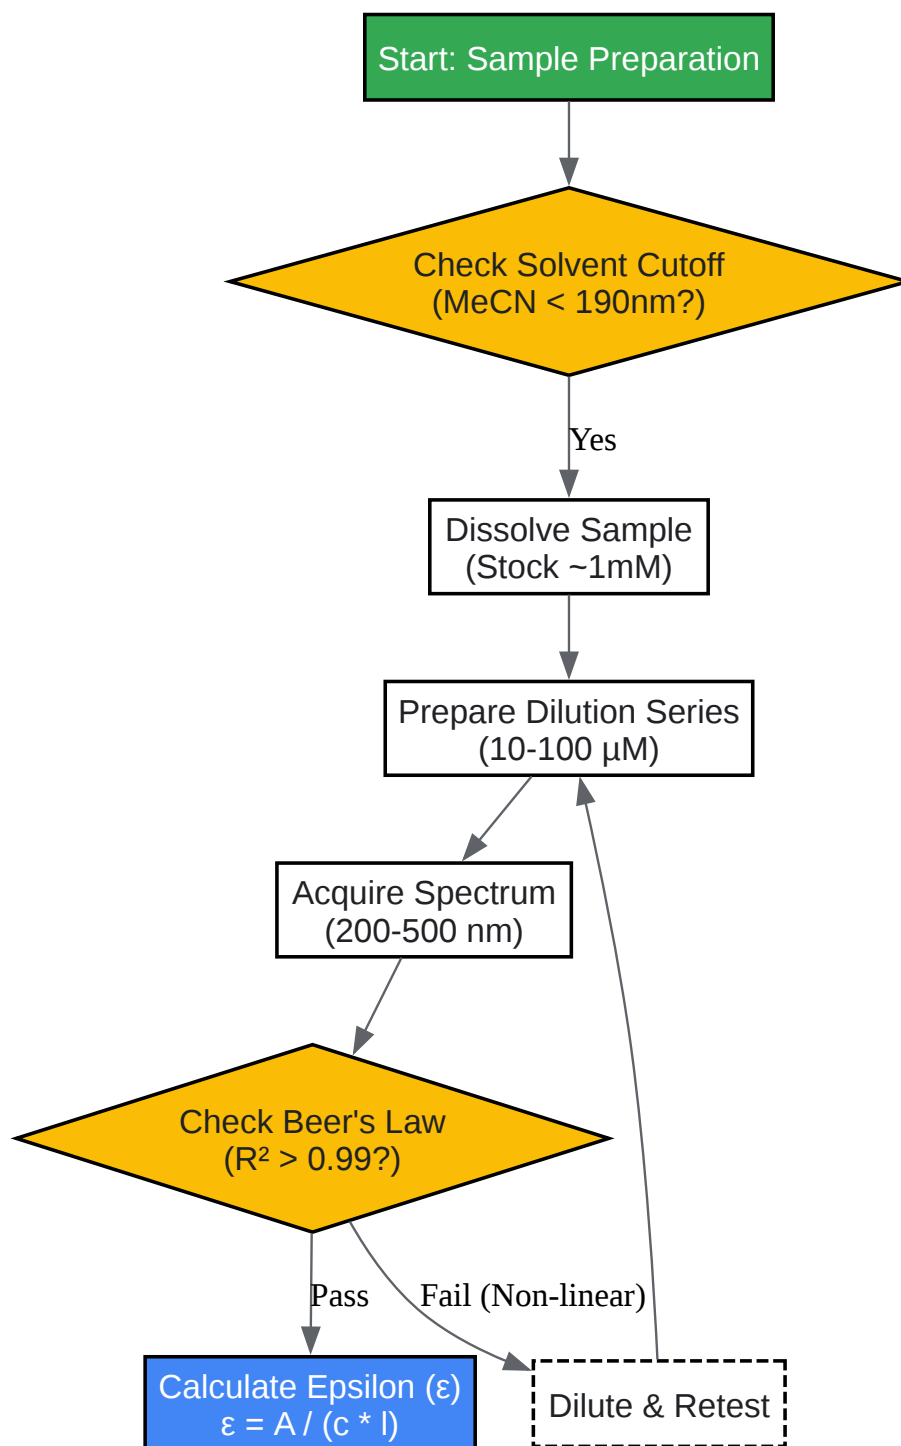 Start: Sample Preparation
Check Solvent Cutoff
(MeCN < 190nm?)
Yes
Dissolve Sample
(Stock ~1mM)
Prepare Dilution Series
(10-100 µM)
Acquire Spectrum
(200-500 nm)
Check Beer's Law
(R² > 0.99?)
Pass
Fail (Non-linear)
Calculate Epsilon (ε)
ε = A / (c * l)
Dilute & Retest